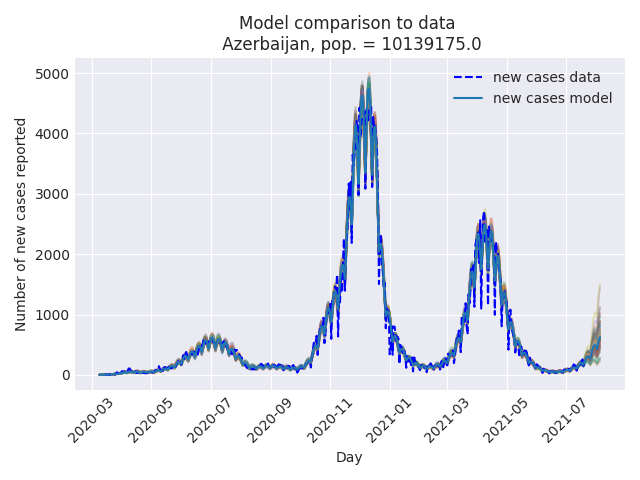 Model comparison to data
Azerbaijan, pop. = 10139175.0
new cases data
new cases model
Number of new cases reported
5000
4000
3000
2000
1000
0
2020-03
2020-05
2020-07
2020-09
2020-11
2021-01
2021-03
2021-05
2021-07
Day